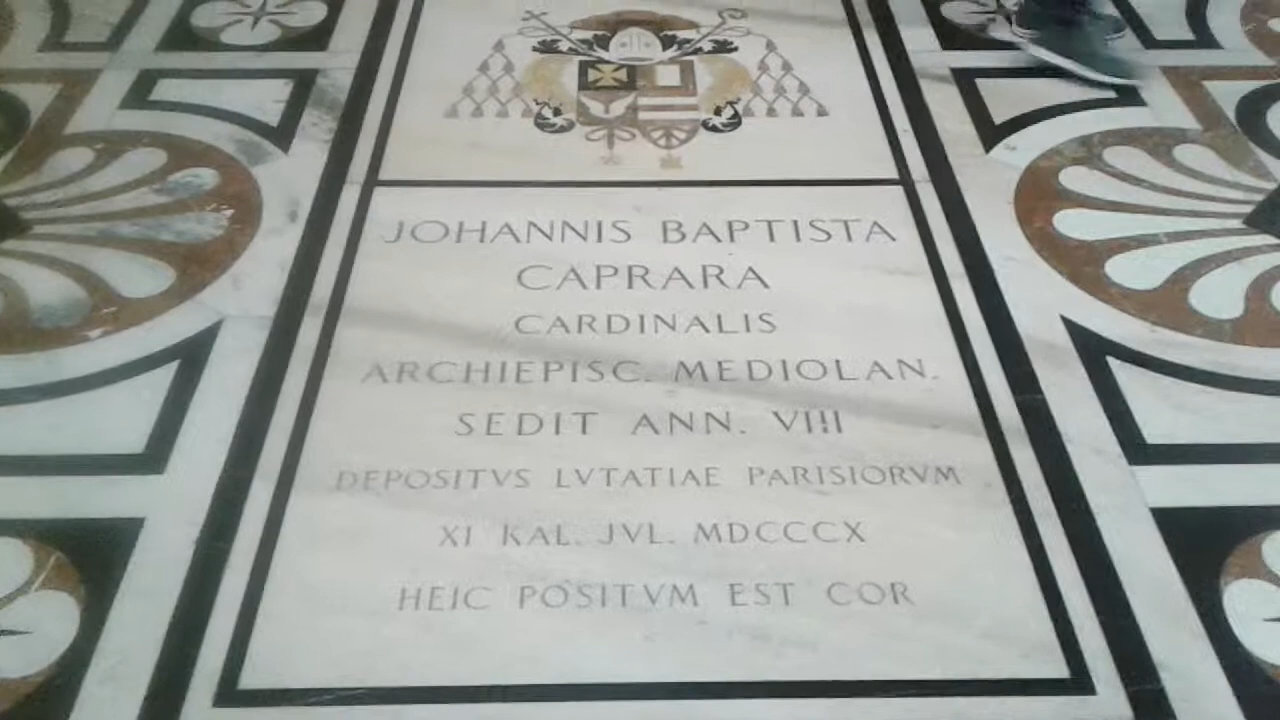 JOHANNIS BAPTISTA
CAPRARA
CARDINALIS
ARCHIEPISC. MEDIOLAN.
SEDIT ANN. VIII
DEPOSITVS LVTATIAE PARISIORVM
XI KAL. JVL. MDCCCX
HEIC POSITVM EST COR